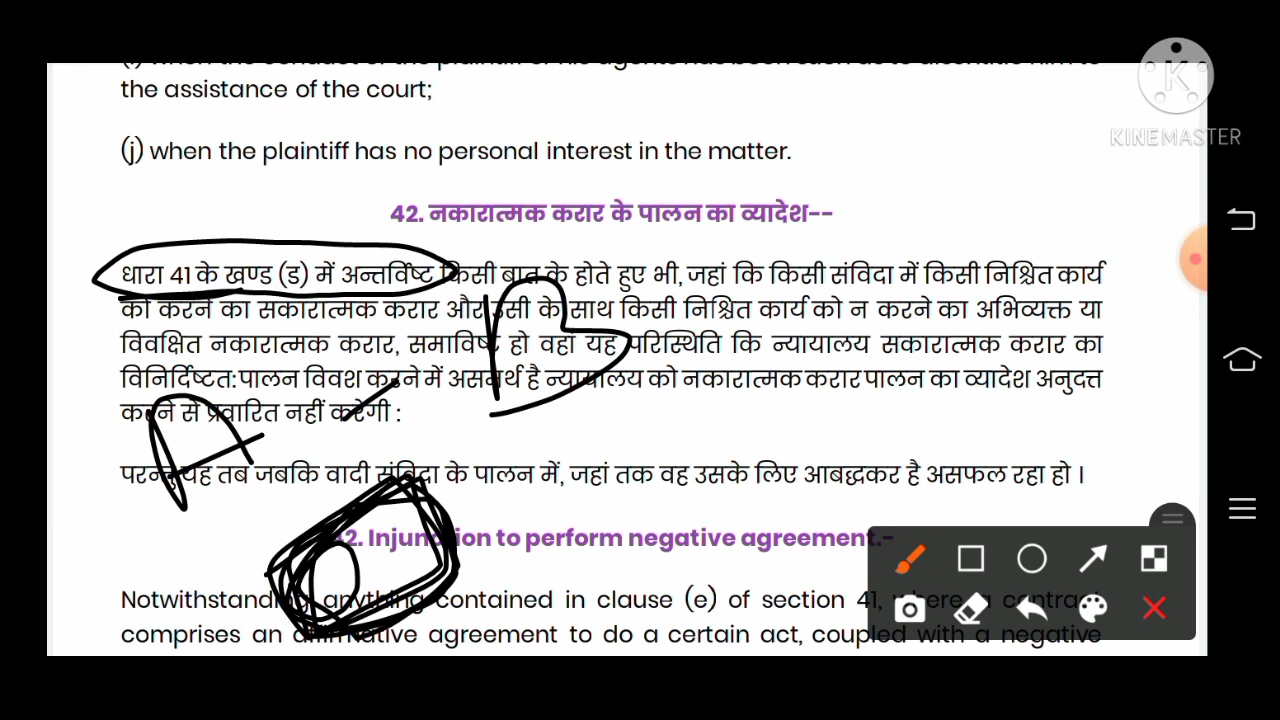 the assistance of the court;
(j) when the plaintiff has no personal interest in the matter.
KINEMASTER
42. नकारात्मक करार के पालन का व्यादेश--
धारा 41 के खण्ड (ड) में अन्तर्विष्ट किसी बात के होते हुए भी, जहां कि किसी संविदा में किसी निश्चित कार्य
को करने का सकारात्मक करार और उसी के साथ किसी निश्चित कार्य को न करने का अभिव्यक्त या
विवक्षित नकारात्मक करार, समाविष्ट हो वहां यह परिस्थिति कि न्यायालय सकारात्मक करार का
विनिर्दिष्टत: पालन विवश करने में असमर्थ है न्यायालय को नकारात्मक करार पालन का व्यादेश अनुदत्त
करने से प्रवारित नहीं करेगी :
A - B
परन्तु यह तब जबकि वादी संविदा के पालन में, जहां तक वह उसके लिए आबद्धकर है असफल रहा हो ।
42. Injunction to perform negative agreement.-
Notwithstanding anything contained in clause (e) of section 41, where a contract
comprises an affirmative agreement to do a certain act, coupled with a negative